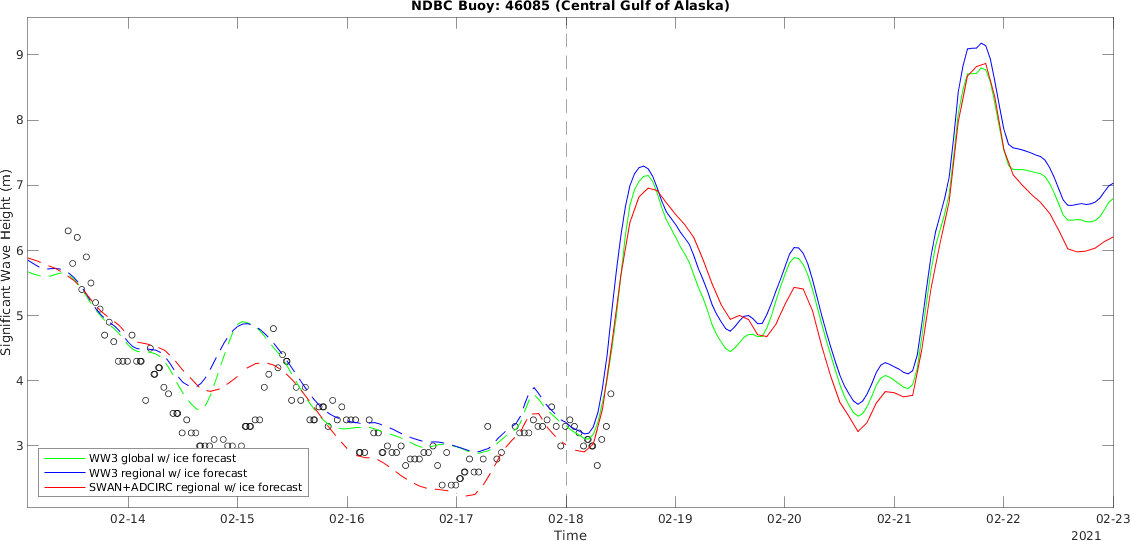 NDBC Buoy: 46085 (Central Gulf of Alaska)
Significant Wave Height (m)
9
8
7
6
5
4
3
WW3 global w/ ice forecast
WW3 regional w/ ice forecast
SWAN+ADCIRC regional w/ ice forecast
02-14 02-15 02-16 02-17 02-18 02-19 02-20 02-21 02-22 02-23
Time
2021